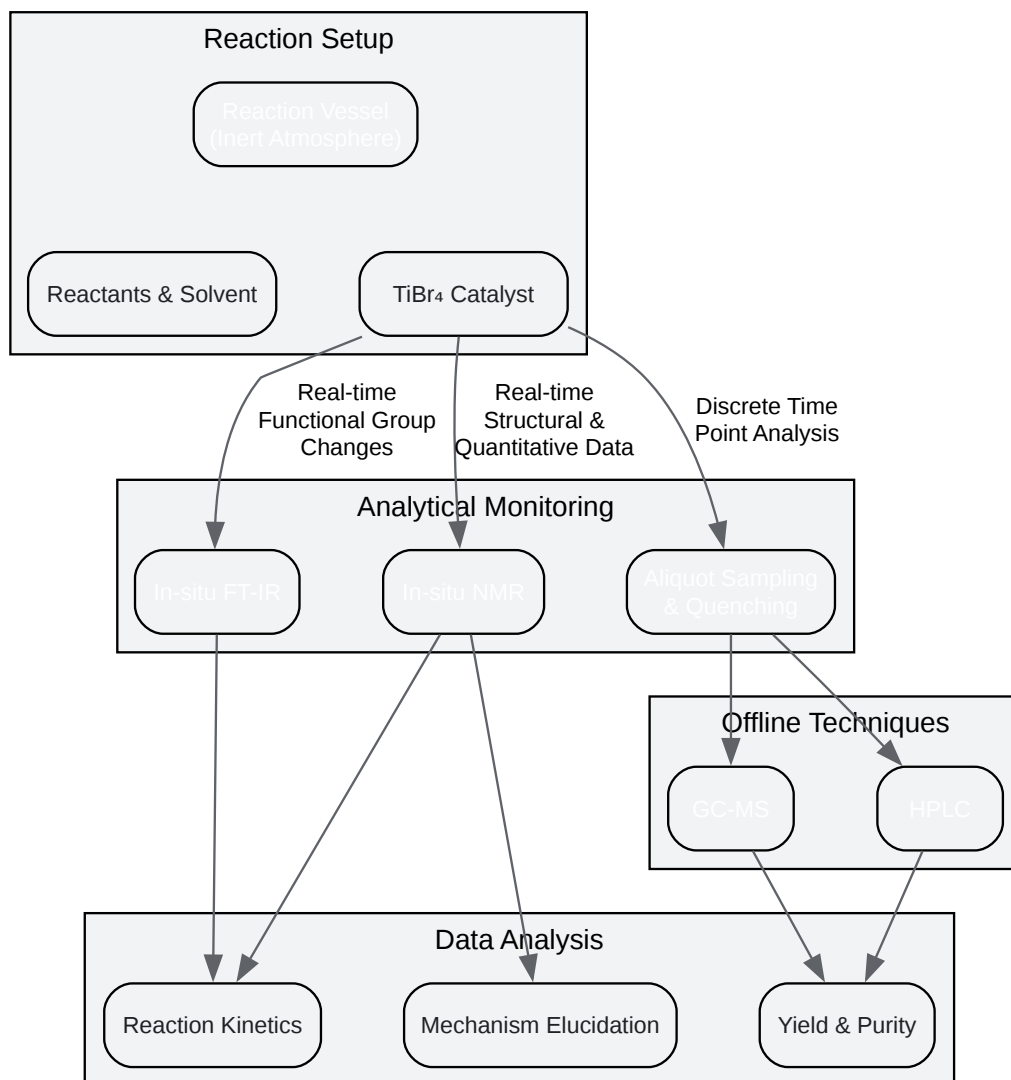 Reaction Setup
Reaction Vessel
(Inert Atmosphere)
Reactants & Solvent
TiBr₄ Catalyst
Real-time
Functional Group
Changes
Real-time
Structural &
Quantitative Data
Discrete Time
Point Analysis
Analytical Monitoring
In-situ FT-IR
In-situ NMR
Aliquot Sampling
& Quenching
Offline Techniques
GC-MS
HPLC
Data Analysis
Reaction Kinetics
Mechanism Elucidation
Yield & Purity